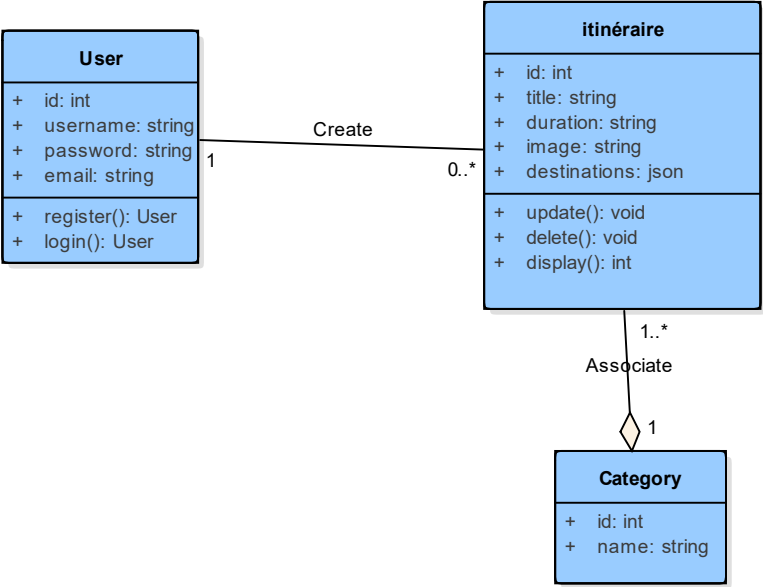 User
+ id: int
+ username: string
+ password: string
+ email: string
+ register(): User
+ login(): User
Create
1
0..*
itinéraire
+ id: int
+ title: string
+ duration: string
+ image: string
+ destinations: json
+ update(): void
+ delete(): void
+ display(): int
1..*
Associate
1
Category
+ id: int
+ name: string